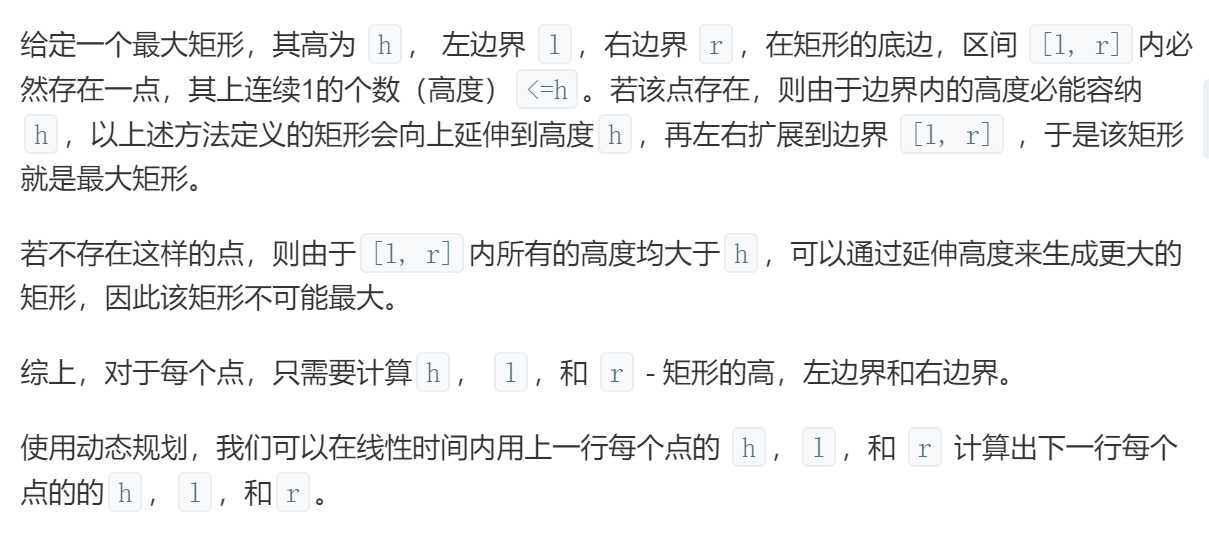 给定一个最大矩形，其高为 h ， 左边界 l ，右边界 r ，在矩形的底边，区间 [l, r] 内必
然存在一点，其上连续1的个数（高度） <=h 。若该点存在，则由于边界内的高度必能容纳
h ，以上述方法定义的矩形会向上延伸到高度 h ，再左右扩展到边界 [l, r] ，于是该矩形
就是最大矩形。
若不存在这样的点，则由于 [l, r] 内所有的高度均大于 h ，可以通过延伸高度来生成更大的
矩形，因此该矩形不可能最大。
综上，对于每个点，只需要计算 h ， l ，和 r - 矩形的高，左边界和右边界。
使用动态规划，我们可以在线性时间内用上一行每个点的 h ， l ，和 r 计算出下一行每个
点的的 h ， l ，和 r 。